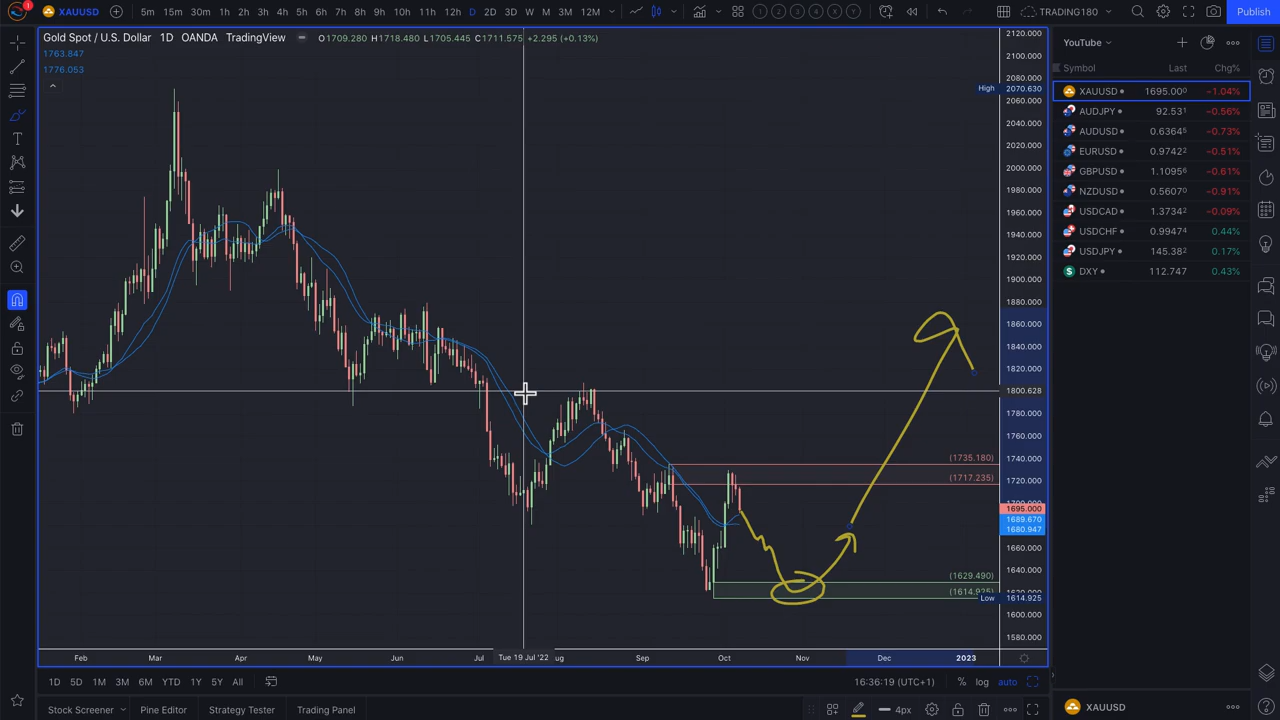 XAUUSD 5m 15m 30m 1h 2h 3h 4h 5h 6h 7h 8h 9h 10h 11h 12h D 2D 3D W M 3M 12M TRADING180 Publish
Gold Spot / U.S. Dollar 1D OANDA TradingView O1709.280 H1718.480 L1705.445 C1711.575 +2.295 (+0.13%)
1763.847
1776.053
2120.000
2100.000
2080.000
High 2070.630
2060.000
2040.000
2020.000
2000.000
1980.000
1960.000
1940.000
1920.000
1900.000
1880.000
1860.000
1840.000
1820.000
1800.628
1780.000
1760.000
1740.000
(1735.180)
1720.000
(1717.235)
1695.000
1689.670
1680.947
1660.000
1640.000
(1629.490)
(1614.925)
Low 1614.925
1600.000
1580.000
Feb Mar Apr May Jun Jul Tue 19 Jul '22 ug Sep Oct Nov Dec 2023
1D 5D 1M 3M 6M YTD 1Y 5Y All 16:36:19 (UTC+1) % log auto
Stock Screener Pine Editor Strategy Tester Trading Panel 4px
YouTube
Symbol Last Chg%
XAUUSD 1695.000 −1.04%
AUDJPY 92.531 −0.56%
AUDUSD 0.63645 −0.73%
EURUSD 0.97422 −0.51%
GBPUSD 1.10956 −0.61%
NZDUSD 0.56070 −0.91%
USDCAD 1.37342 −0.09%
USDCHF 0.99474 0.44%
USDJPY 145.382 0.17%
DXY 112.747 0.43%
XAUUSD